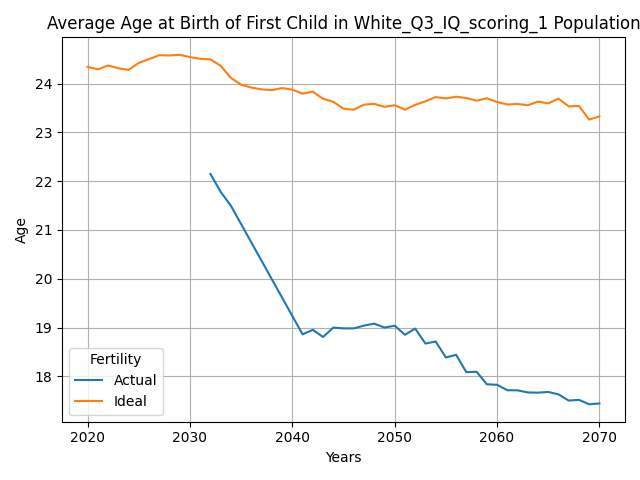 Average Age at Birth of First Child in White_Q3_IQ_scoring_1 Population
Age
24
23
22
21
20
19
18
Fertility
Actual
Ideal
2020
2030
2040
2050
2060
2070
Years